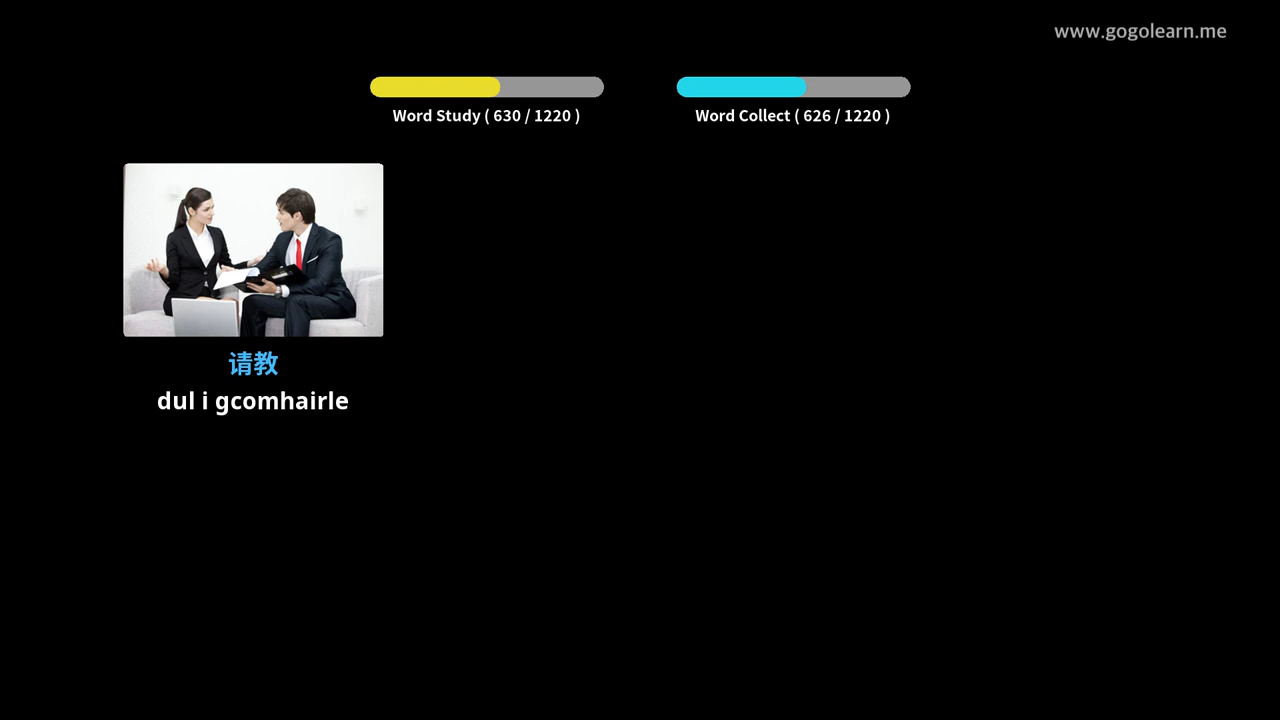 www.gogolearn.me
Word Study ( 630 / 1220 )
Word Collect ( 626 / 1220 )
请教
dul i gcomhairle